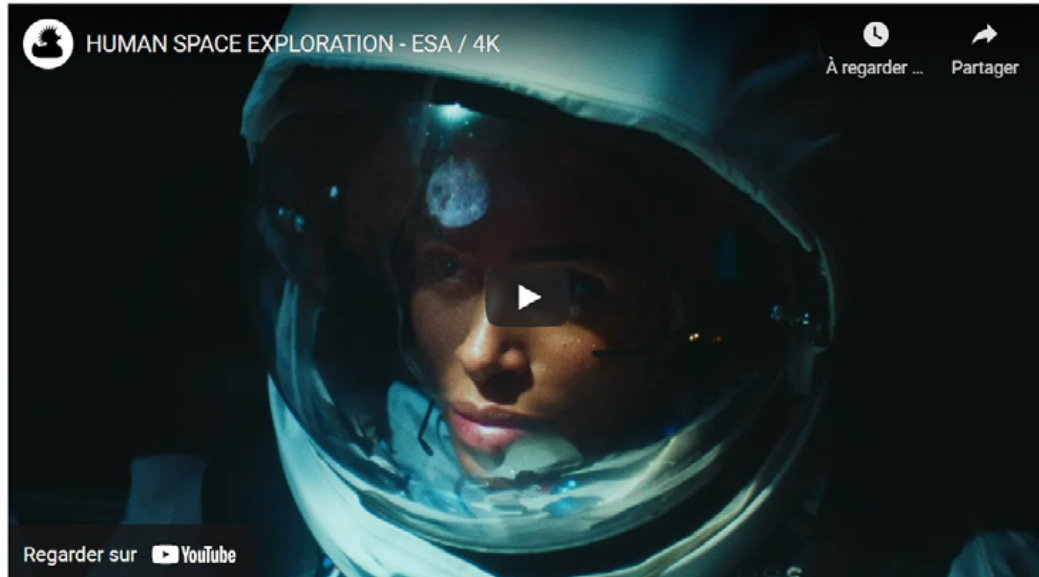 HUMAN SPACE EXPLORATION - ESA / 4K
À regarder ...
Partager
Regarder sur YouTube